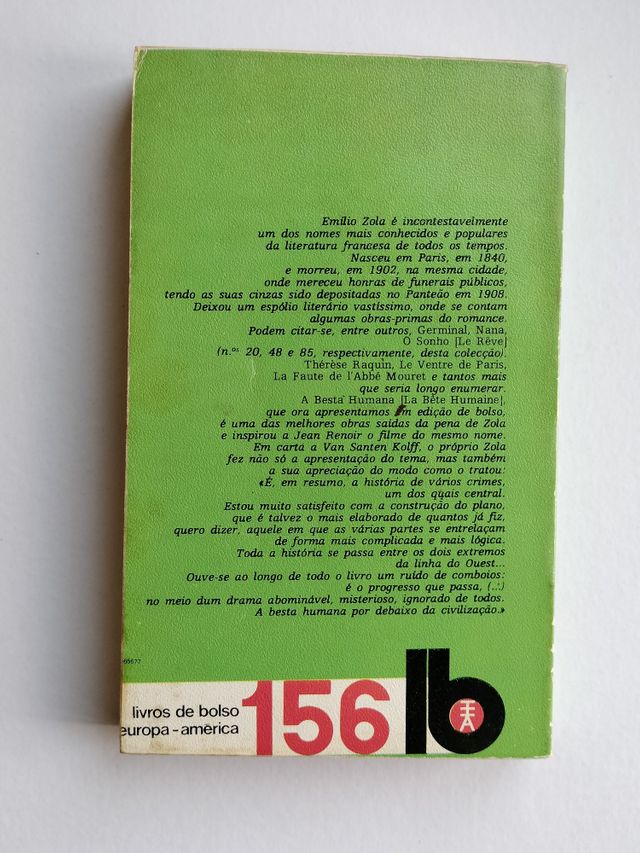 Emílio Zola é incontestavelmente
um dos nomes mais conhecidos e populares
da literatura francesa de todos os tempos.
Nasceu em Paris, em 1840,
e morreu, em 1902, na mesma cidade,
onde mereceu honras de funerais públicos,
tendo as suas cinzas sido depositadas no Panteão em 1908.
Deixou um espólio literário vastíssimo, onde se contam
algumas obras-primas do romance.
Podem citar-se, entre outros, Germinal, Nana,
O Sonho [Le Rêve]
(n.os 20, 48 e 85, respectivamente, desta colecção).
Thérèse Raquin, Le Ventre de Paris,
La Faute de l'Abbé Mouret e tantos mais
que seria longo enumerar.
A Besta Humana [La Bête Humaine],
que ora apresentamos em edição de bolso,
é uma das melhores obras saídas da pena de Zola
e inspirou a Jean Renoir o filme do mesmo nome.
Em carta a Van Santen Kolff, o próprio Zola
fez não só a apresentação do tema, mas também
a sua apreciação do modo como o tratou:
«É, em resumo, a história de vários crimes,
um dos quais central.
Estou muito satisfeito com a construção do plano,
que é talvez o mais elaborado de quantos já fiz,
quero dizer, aquele em que as várias partes se entrelaçam
de forma mais complicada e mais lógica.
Toda a história se passa entre os dois extremos
da linha do Ouest...
Ouve-se ao longo de todo o livro um ruído de comboios:
é o progresso que passa, (...)
no meio dum drama abominável, misterioso, ignorado de todos.
A besta humana por debaixo da civilização.»
livros de bolso
europa-américa
156
lb